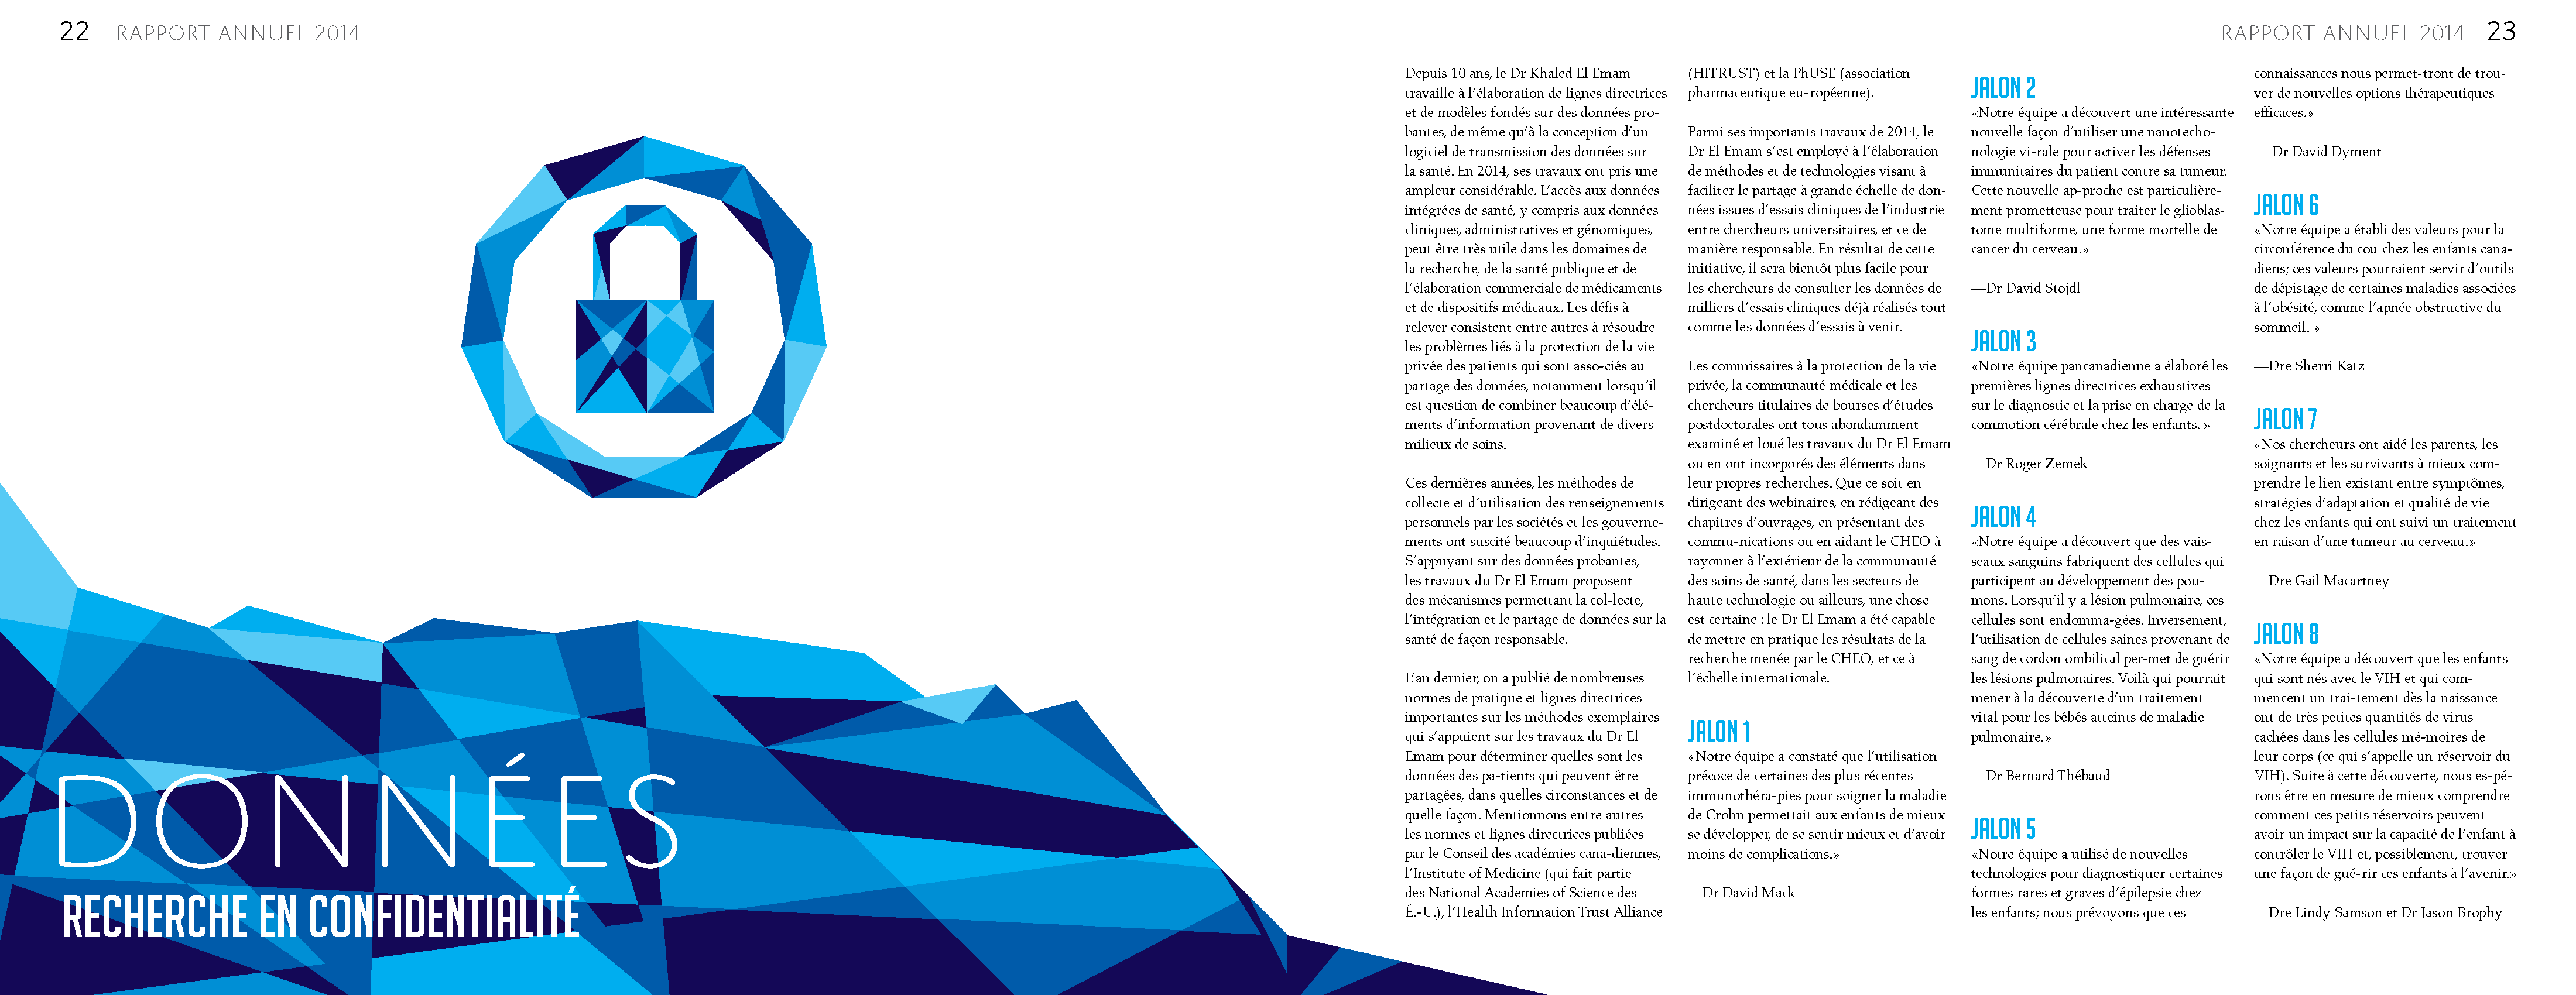 22 RAPPORT ANNUEL 2014
DONNÉES
RECHERCHE EN CONFIDENTIALITÉ
RAPPORT ANNUEL 2014 23
Depuis 10 ans, le Dr Khaled El Emam
travaille à l’élaboration de lignes directrices
et de modèles fondés sur des données pro-
bantes, de même qu’à la conception d’un
logiciel de transmission des données sur
la santé. En 2014, ses travaux ont pris une
ampleur considérable. L’accès aux données
intégrées de santé, y compris aux données
cliniques, administratives et génomiques,
peut être très utile dans les domaines de
la recherche, de la santé publique et de
l’élaboration commerciale de médicaments
et de dispositifs médicaux. Les défis à
relever consistent entre autres à résoudre
les problèmes liés à la protection de la vie
privée des patients qui sont asso-ciés au
partage des données, notamment lorsqu’il
est question de combiner beaucoup d’élé-
ments d’information provenant de divers
milieux de soins.
Ces dernières années, les méthodes de
collecte et d’utilisation des renseignements
personnels par les sociétés et les gouverne-
ments ont suscité beaucoup d’inquiétudes.
S’appuyant sur des données probantes,
les travaux du Dr El Emam proposent
des mécanismes permettant la col-lecte,
l’intégration et le partage de données sur la
santé de façon responsable.
L’an dernier, on a publié de nombreuses
normes de pratique et lignes directrices
importantes sur les méthodes exemplaires
qui s’appuient sur les travaux du Dr El
Emam pour déterminer quelles sont les
données des pa-tients qui peuvent être
partagées, dans quelles circonstances et de
quelle façon. Mentionnons entre autres
les normes et lignes directrices publiées
par le Conseil des académies cana-diennes,
l’Institute of Medicine (qui fait partie
des National Academies of Science des
É.-U.), l’Health Information Trust Alliance
(HITRUST) et la PhUSE (association
pharmaceutique eu-ropéenne).
Parmi ses importants travaux de 2014, le
Dr El Emam s’est employé à l’élaboration
de méthodes et de technologies visant à
faciliter le partage à grande échelle de don-
nées issues d’essais cliniques de l’industrie
entre chercheurs universitaires, et ce de
manière responsable. En résultat de cette
initiative, il sera bientôt plus facile pour
les chercheurs de consulter les données de
milliers d’essais cliniques déjà réalisés tout
comme les données d’essais à venir.
Les commissaires à la protection de la vie
privée, la communauté médicale et les
chercheurs titulaires de bourses d’études
postdoctorales ont tous abondamment
examiné et loué les travaux du Dr El Emam
ou en ont incorporés des éléments dans
leur propres recherches. Que ce soit en
dirigeant des webinaires, en rédigeant des
chapitres d’ouvrages, en présentant des
commu-nications ou en aidant le CHEO à
rayonner à l’extérieur de la communauté
des soins de santé, dans les secteurs de
haute technologie ou ailleurs, une chose
est certaine : le Dr El Emam a été capable
de mettre en pratique les résultats de la
recherche menée par le CHEO, et ce à
l’échelle internationale.
JALON 1
«Notre équipe a constaté que l’utilisation
précoce de certaines des plus récentes
immunothéra-pies pour soigner la maladie
de Crohn permettait aux enfants de mieux
se développer, de se sentir mieux et d’avoir
moins de complications.»
—Dr David Mack
JALON 2
«Notre équipe a découvert une intéressante
nouvelle façon d’utiliser une nanotecho-
nologie vi-rale pour activer les défenses
immunitaires du patient contre sa tumeur.
Cette nouvelle ap-proche est particulière-
ment prometteuse pour traiter le glioblas-
tome multiforme, une forme mortelle de
cancer du cerveau.»
—Dr David Stojdl
JALON 3
«Notre équipe pancanadienne a élaboré les
premières lignes directrices exhaustives
sur le diagnostic et la prise en charge de la
commotion cérébrale chez les enfants. »
—Dr Roger Zemek
JALON 4
«Notre équipe a découvert que des vais-
seaux sanguins fabriquent des cellules qui
participent au développement des pou-
mons. Lorsqu’il y a lésion pulmonaire, ces
cellules sont endomma-gées. Inversement,
l’utilisation de cellules saines provenant de
sang de cordon ombilical per-met de guérir
les lésions pulmonaires. Voilà qui pourrait
mener à la découverte d’un traitement
vital pour les bébés atteints de maladie
pulmonaire.»
—Dr Bernard Thébaud
JALON 5
«Notre équipe a utilisé de nouvelles
technologies pour diagnostiquer certaines
formes rares et graves d’épilepsie chez
les enfants; nous prévoyons que ces
connaissances nous permet-tront de trou-
ver de nouvelles options thérapeutiques
efficaces.»
—Dr David Dyment
JALON 6
«Notre équipe a établi des valeurs pour la
circonférence du cou chez les enfants cana-
diens; ces valeurs pourraient servir d’outils
de dépistage de certaines maladies associées
à l’obésité, comme l’apnée obstructive du
sommeil. »
—Dre Sherri Katz
JALON 7
«Nos chercheurs ont aidé les parents, les
soignants et les survivants à mieux com-
prendre le lien existant entre symptômes,
stratégies d’adaptation et qualité de vie
chez les enfants qui ont suivi un traitement
en raison d’une tumeur au cerveau.»
—Dre Gail Macartney
JALON 8
«Notre équipe a découvert que les enfants
qui sont nés avec le VIH et qui com-
mencent un trai-tement dès la naissance
ont de très petites quantités de virus
cachées dans les cellules mé-moires de
leur corps (ce qui s’appelle un réservoir du
VIH). Suite à cette découverte, nous es-pé-
rons être en mesure de mieux comprendre
comment ces petits réservoirs peuvent
avoir un impact sur la capacité de l’enfant à
contrôler le VIH et, possiblement, trouver
une façon de gué-rir ces enfants à l’avenir.»
—Dre Lindy Samson et Dr Jason Brophy